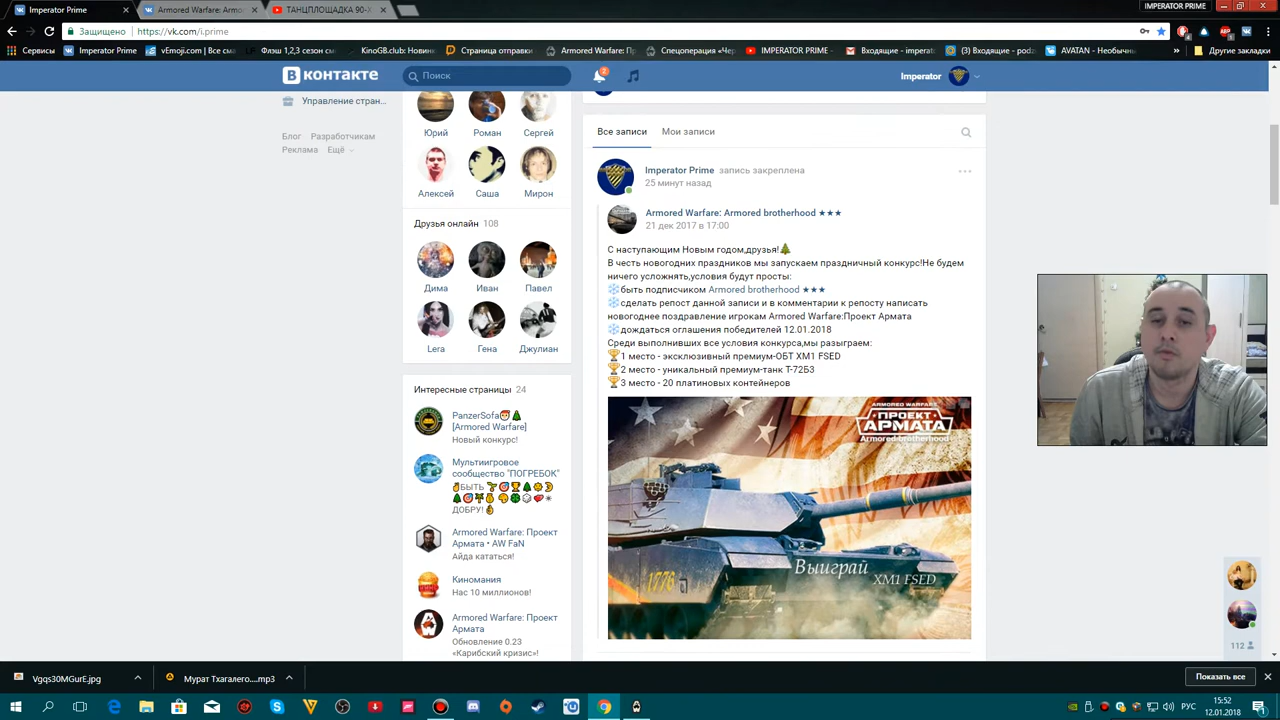 Imperator Prime
Armored Warfare: Armo
ТАНЦПЛОЩАДКА 90-Х
IMPERATOR PRIME
Защищено
https://vk.com/i.prime
Сервисы
Imperator Prime
vEmoji.com | Все сма
Флэш 1,2,3 сезон см
KinoGB.club: Новин
Страница отправки
Armored Warfare: Пр
Спецоперация «Чер
IMPERATOR PRIME -
Входящие - imperat
(3) Входящие - podz
AVATAN - Необычн
»
Другие закладки
ВКОНТАКТЕ
Поиск
2
Imperator
Управление стран...
Блог Разработчикам
Реклама Ещё
Юрий Роман Сергей
Алексей Саша Мирон
Друзья онлайн 108
Дима Иван Павел
Lera Гена Джулиан
Интересные страницы 24
PanzerSofa
[Armored Warfare]
Новый конкурс!
Мультиигровое
сообщество "ПОГРЕБОК"
БЫТЬ
ДОБРУ!
Armored Warfare: Проект
Армата • AW FaN
Айда кататься!
Киномания
Нас 10 миллионов!
Armored Warfare: Проект
Армата
Обновление 0.23
«Карибский кризис»!
Все записи Мои записи
Imperator Prime запись закреплена
25 минут назад
Armored Warfare: Armored brotherhood ★★★
21 дек 2017 в 17:00
С наступающим Новым годом,друзья!🌲
В честь новогодних праздников мы запускаем праздничный конкурс!Не будем
ничего усложнять,условия будут просты:
❄быть подписчиком Armored brotherhood ★★★
❄сделать репост данной записи и в комментарии к репосту написать
новогоднее поздравление игрокам Armored Warfare:Проект Армата
❄дождаться оглашения победителей 12.01.2018
Среди выполнивших все условия конкурса,мы разыграем:
🏆1 место - эксклюзивный премиум-ОБТ XM1 FSED
🏆2 место - уникальный премиум-танк Т-72Б3
🏆3 место - 20 платиновых контейнеров
ARMORED WARFARE
ПРОЕКТ
АРМАТА
Armored brotherhood
1776
Выиграй
XM1 FSED
112
Vgqs30MGurE.jpg
Мурат Тхагалего....mp3
Показать все
РУС
15:52
12.01.2018